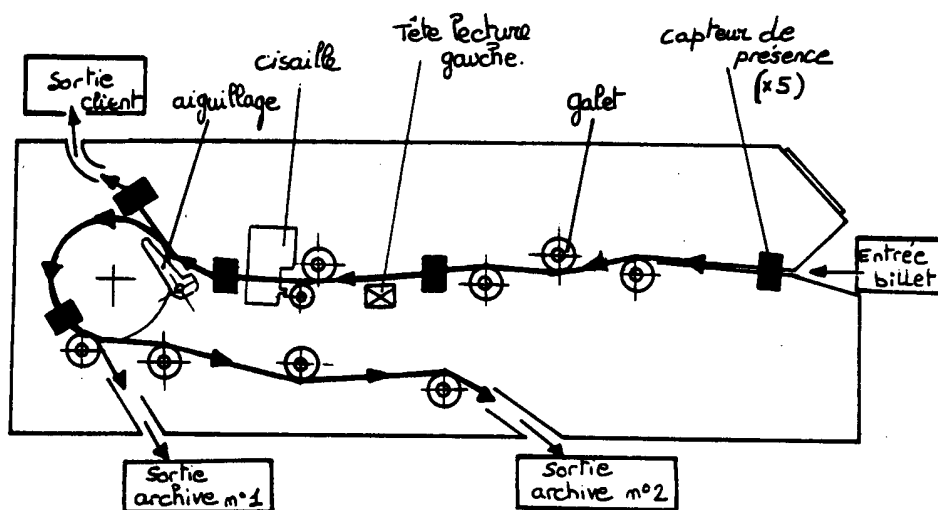 Tête lecture
gauche.
capteur de
présence
(x5)
cisaille
Sortie
client
aiguillage
galet
Entrée
billet
Sortie
archive n°1
Sortie
archive n°2